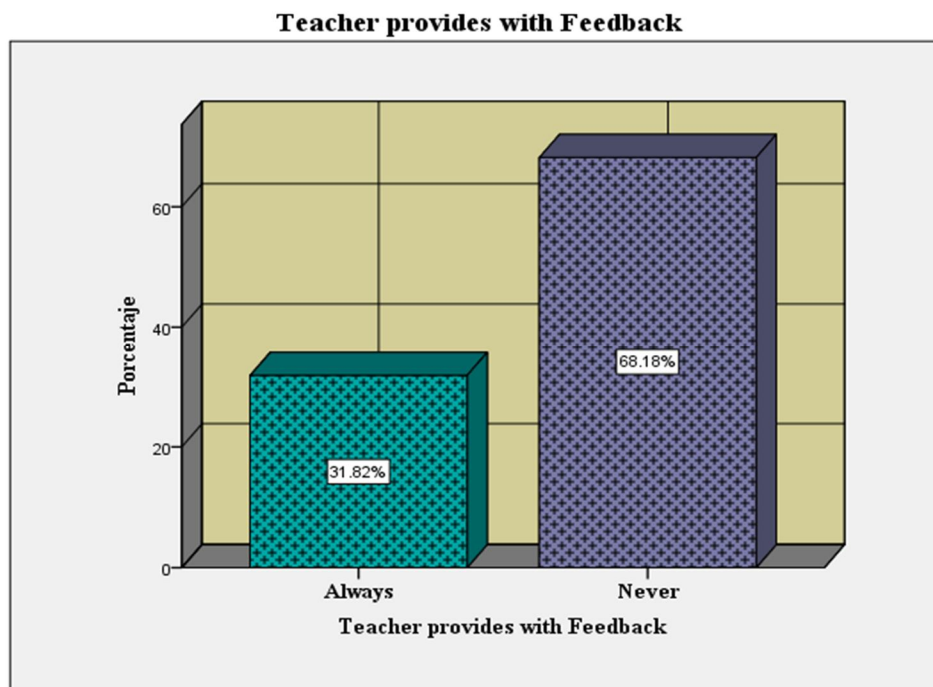 Teacher provides with Feedback
Porcentaje
60
40
20
0
31.82%
68.18%
Always
Never
Teacher provides with Feedback